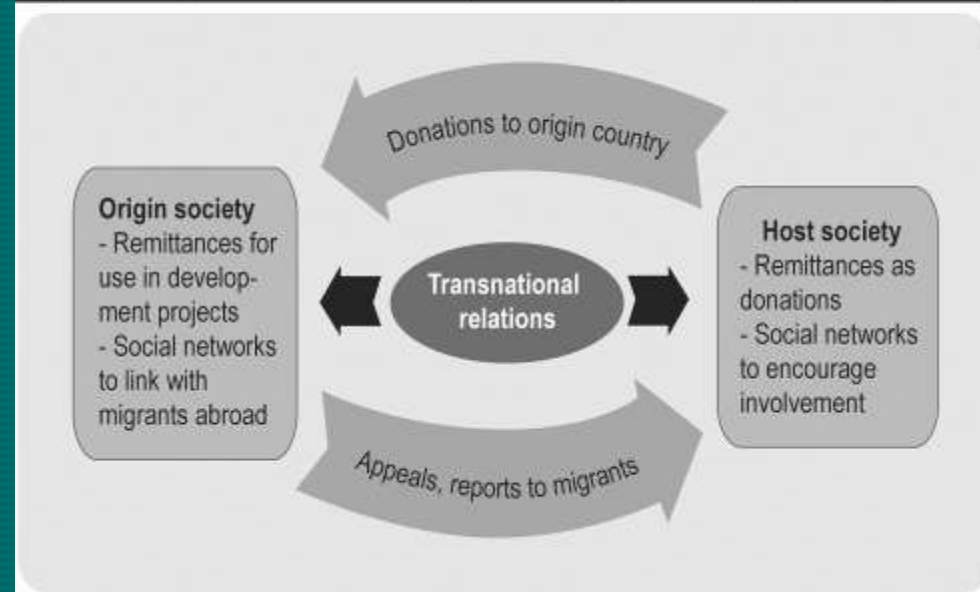 Donations to origin country
Origin society
- Remittances for
use in develop-
ment projects
- Social networks
to link with
migrants abroad
Transnational
relations
Host society
- Remittances as
donations
- Social networks
to encourage
involvement
Appeals, reports to migrants